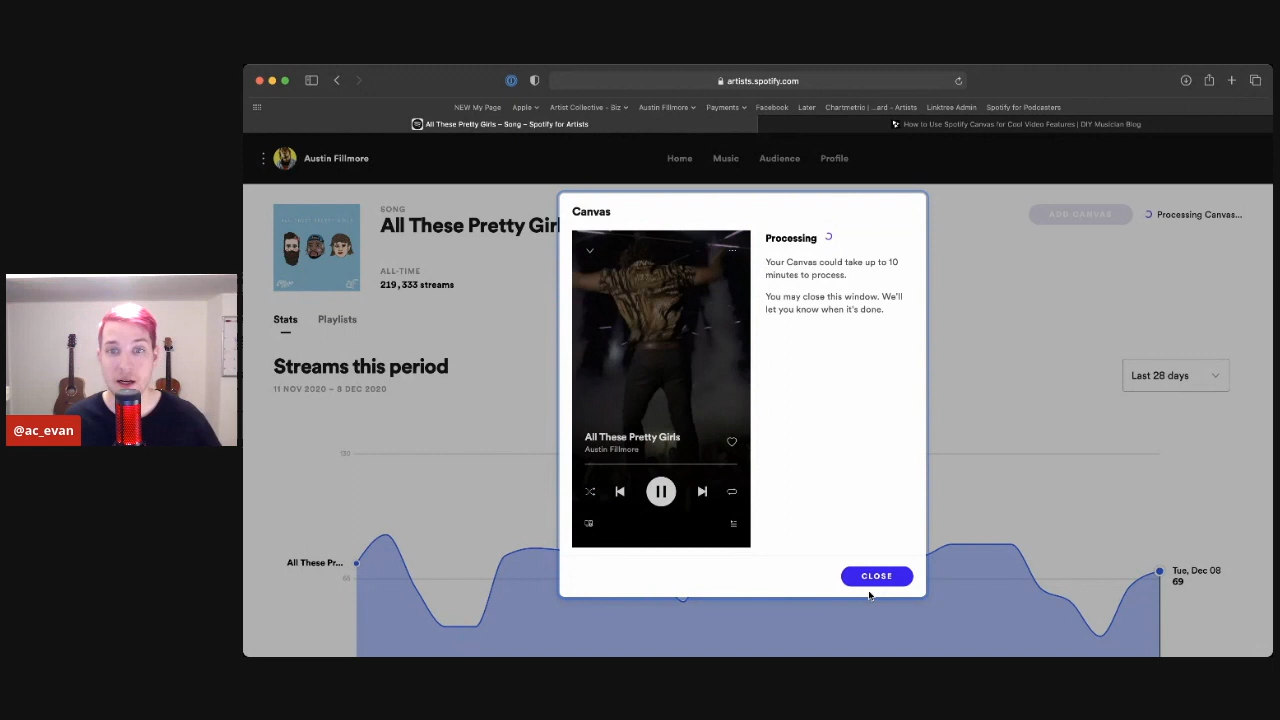 artists.spotify.com
NEW My Page
Apple
Artist Collective - Biz
Austin Fillmore
Payments
Facebook
Later
Chartmetric | ...ard - Artists
Linktree Admin
Spotify for Podcasters
All These Pretty Girls – Song – Spotify for Artists
How to Use Spotify Canvas for Cool Video Features | DIY Musician Blog
Austin Fillmore
Home
Music
Audience
Profile
SONG
All These Pretty Girl
ALL-TIME
219,333 streams
ADD CANVAS
Processing Canvas...
Stats
Playlists
Streams this period
11 NOV 2020 – 8 DEC 2020
Last 28 days
Canvas
Processing
Your Canvas could take up to 10
minutes to process.
You may close this window. We'll
let you know when it's done.
All These Pretty Girls
Austin Fillmore
CLOSE
All These Pr...
Tue, Dec 08
69
@ac_evan